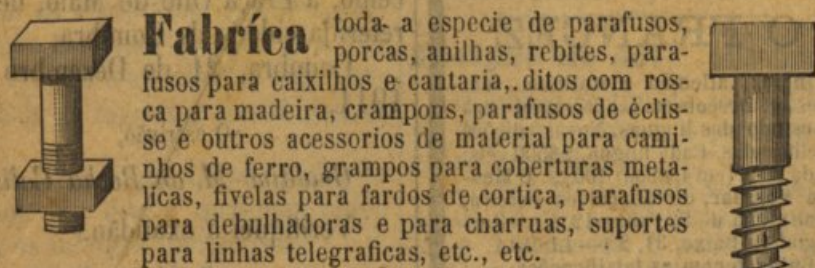 Fabríca toda a especie de parafusos,
porcas, anilhas, rebites, para-
fusos para caixilhos e cantaria, ditos com ros-
ca para madeira, crampons, parafusos de éclis-
se e outros acessorios de material para cami-
nhos de ferro, grampos para coberturas meta-
licas, fivelas para fardos de cortiça, parafusos
para debulhadoras e para charruas, suportes
para linhas telegraficas, etc., etc.